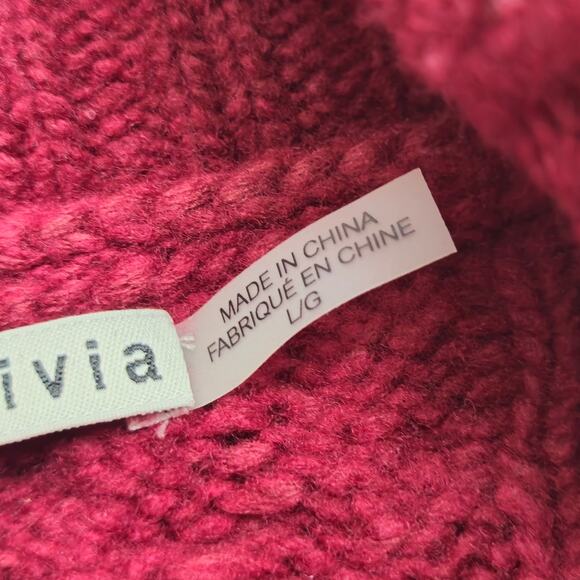 ivia
MADE IN CHINA
FABRIQUÉ EN CHINE
L/G